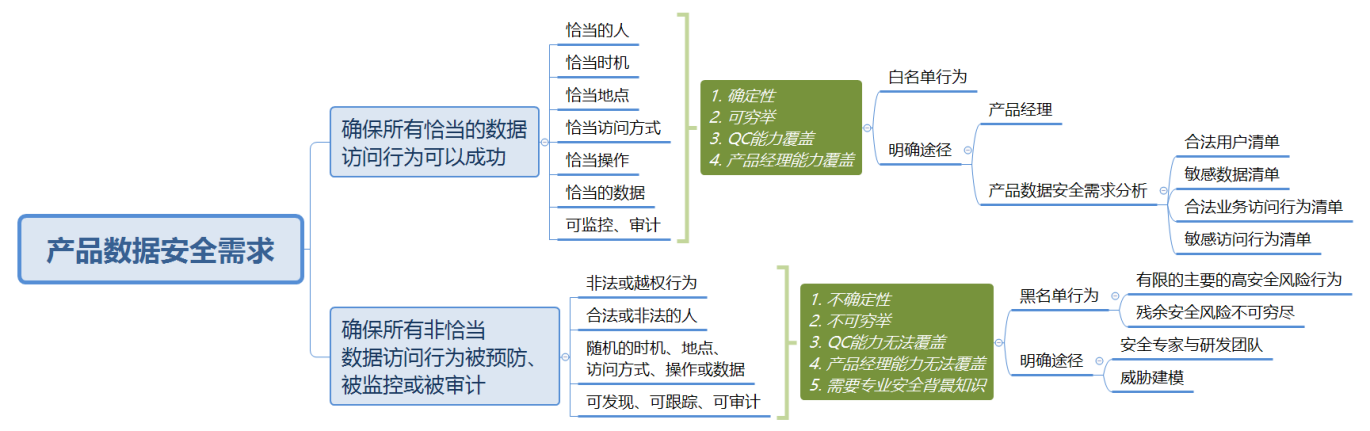 产品数据安全需求
确保所有恰当的数据
访问行为可以成功
恰当的人
恰当时机
恰当地点
恰当访问方式
恰当操作
恰当的数据
可监控、审计
1. 确定性
2. 可穷举
3. QC能力覆盖
4. 产品经理能力覆盖
白名单行为
明确途径
产品经理
产品数据安全需求分析
合法用户清单
敏感数据清单
合法业务访问行为清单
敏感访问行为清单
确保所有非恰当
数据访问行为被预防、
被监控或被审计
非法或越权行为
合法或非法的人
随机的时机、地点、
访问方式、操作或数据
可发现、可跟踪、可审计
1. 不确定性
2. 不可穷举
3. QC能力无法覆盖
4. 产品经理能力无法覆盖
5. 需要专业安全背景知识
黑名单行为
有限的主要的高安全风险行为
残余安全风险不可穷尽
明确途径
安全专家与研发团队
威胁建模